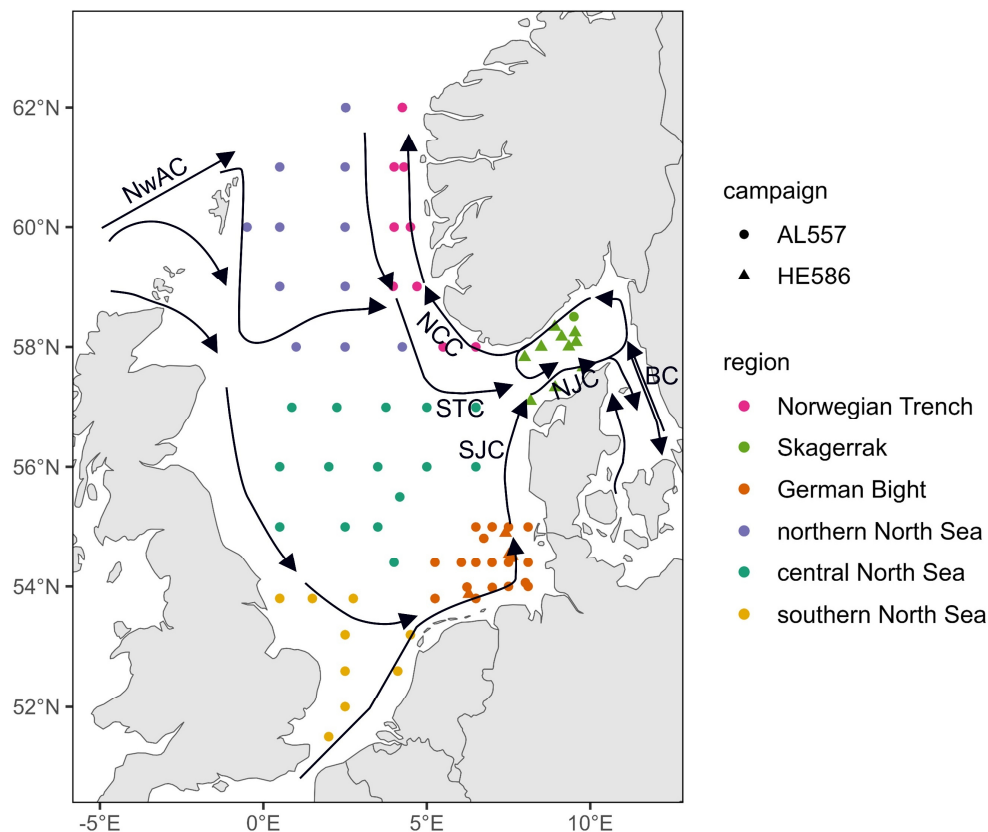 62°N
60°N
58°N
56°N
54°N
52°N
-5°E
0°E
5°E
10°E
NwAC
NCC
STC
SJC
NJC
BC
campaign
AL557
HE586
region
Norwegian Trench
Skagerrak
German Bight
northern North Sea
central North Sea
southern North Sea